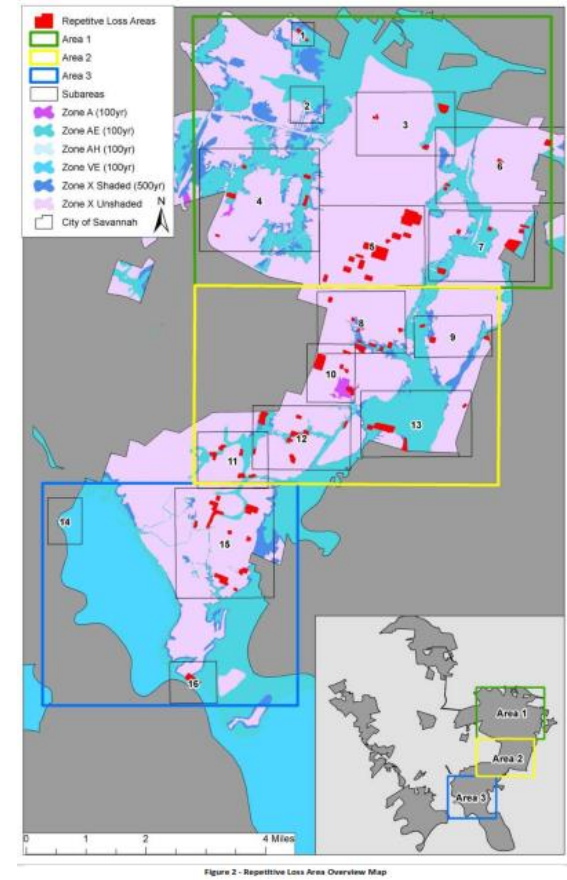 Repetitive Loss Areas
Area 1
Area 2
Area 3
Subareas
Zone A (100yr)
Zone AE (100yr)
Zone AH (100yr)
Zone VE (100yr)
Zone X Shaded (500yr)
Zone X Unshaded
City of Savannah
N
1
2
3
4
5
6
7
8
9
10
11
12
13
14
15
16
Area 1
Area 2
Area 3
0 1 2 4 Miles
Figure 2 - Repetitive Loss Area Overview Map